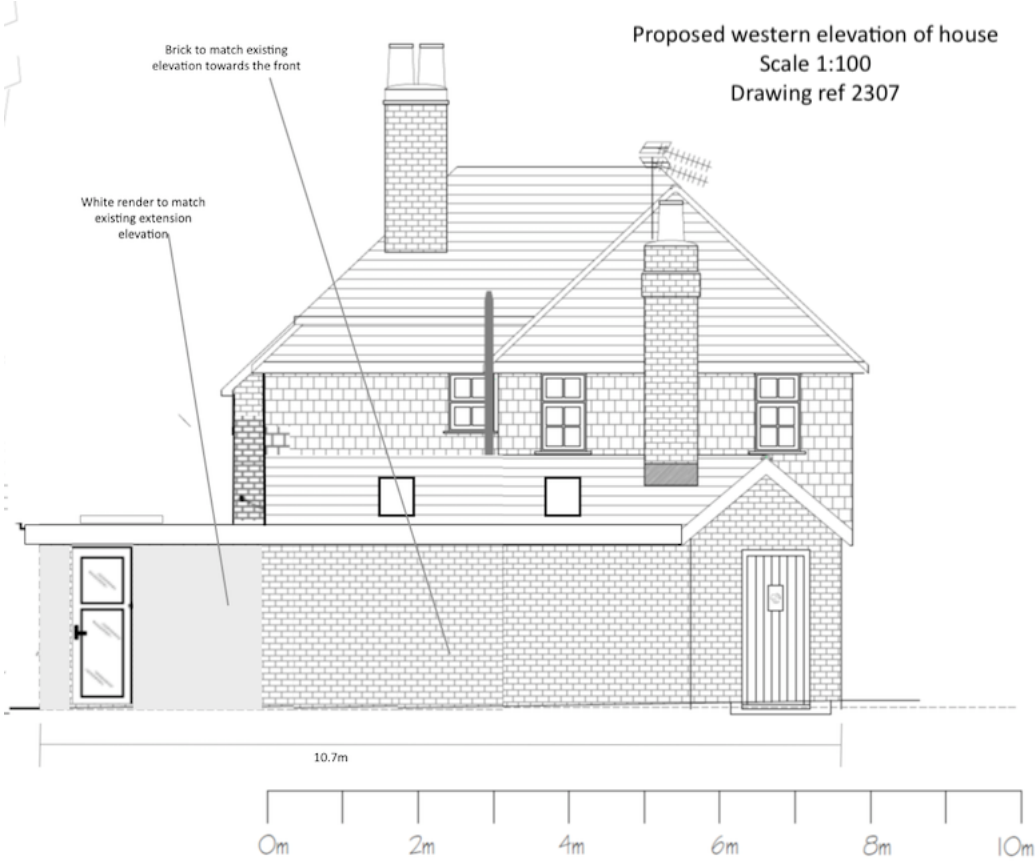 Proposed western elevation of house
Scale 1:100
Drawing ref 2307
Brick to match existing
elevation towards the front
White render to match
existing extension
elevation
10.7m
0m 2m 4m 6m 8m 10m